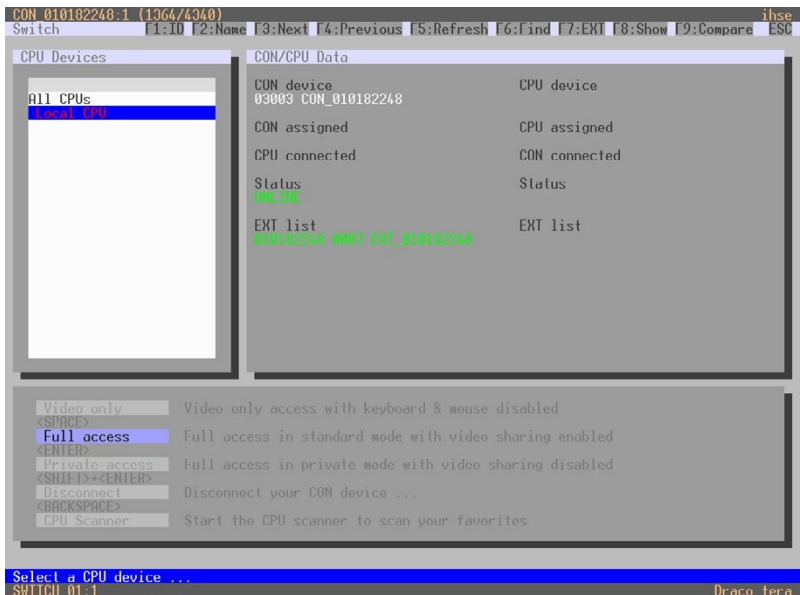 CON 010182248:1 (1364/4340) ihse
Switch F1:ID F2:Name F3:Next F4:Previous F5:Refresh F6:Find F7:EXT F8:Show F9:Compare ESC
CPU Devices
All CPUs
Local CPU
CON/CPU Data
CON device CPU device
03003 CON_010182248
CON assigned CPU assigned
CPU connected CON connected
Status Status
ONLINE
EXT list EXT list
010182248 0007 EXT_010182248
Video only Video only access with keyboard & mouse disabled
<SPACE>
Full access Full access in standard mode with video sharing enabled
<ENTER>
Private access Full access in private mode with video sharing disabled
<SHIFT>+<ENTER>
Disconnect Disconnect your CON device ...
<BACKSPACE>
CPU Scanner Start the CPU scanner to scan your favorites
Select a CPU device ...
SWITCH_01:1 Draco tera